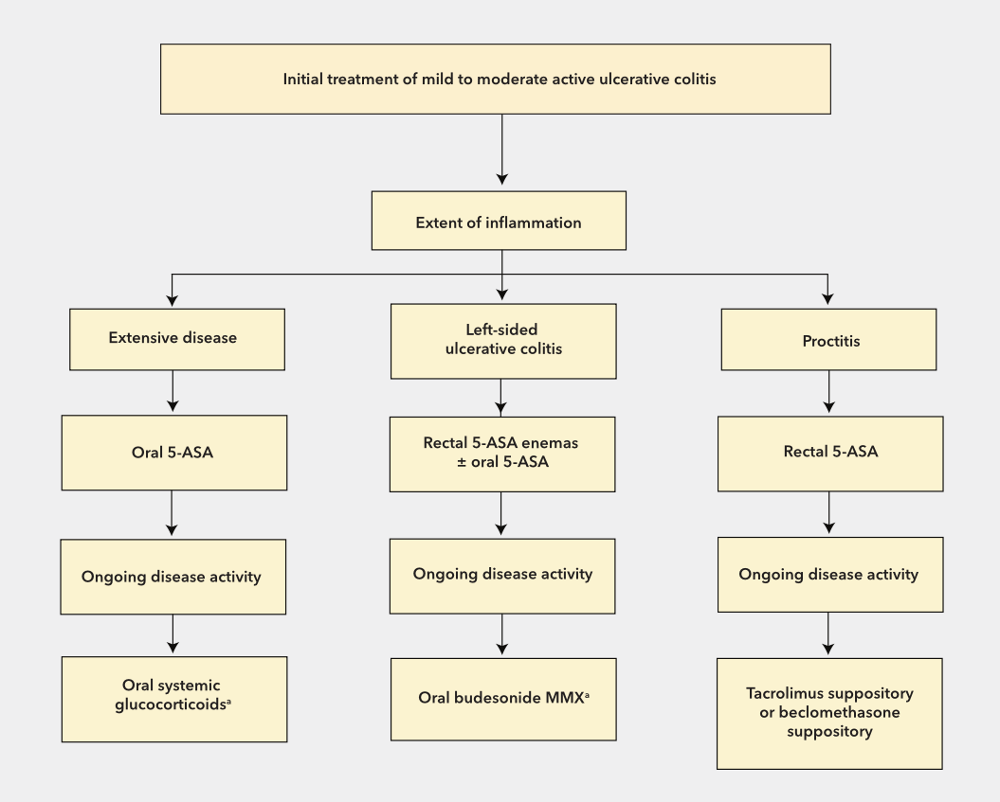 Initial treatment of mild to moderate active ulcerative colitis
Extent of inflammation
Extensive disease
Left-sided
ulcerative colitis
Proctitis
Oral 5-ASA
Rectal 5-ASA enemas
± oral 5-ASA
Rectal 5-ASA
Ongoing disease activity
Ongoing disease activity
Ongoing disease activity
Oral systemic
glucocorticoidsᵃ
Oral budesonide MMXᵃ
Tacrolimus suppository
or beclomethasone
suppository